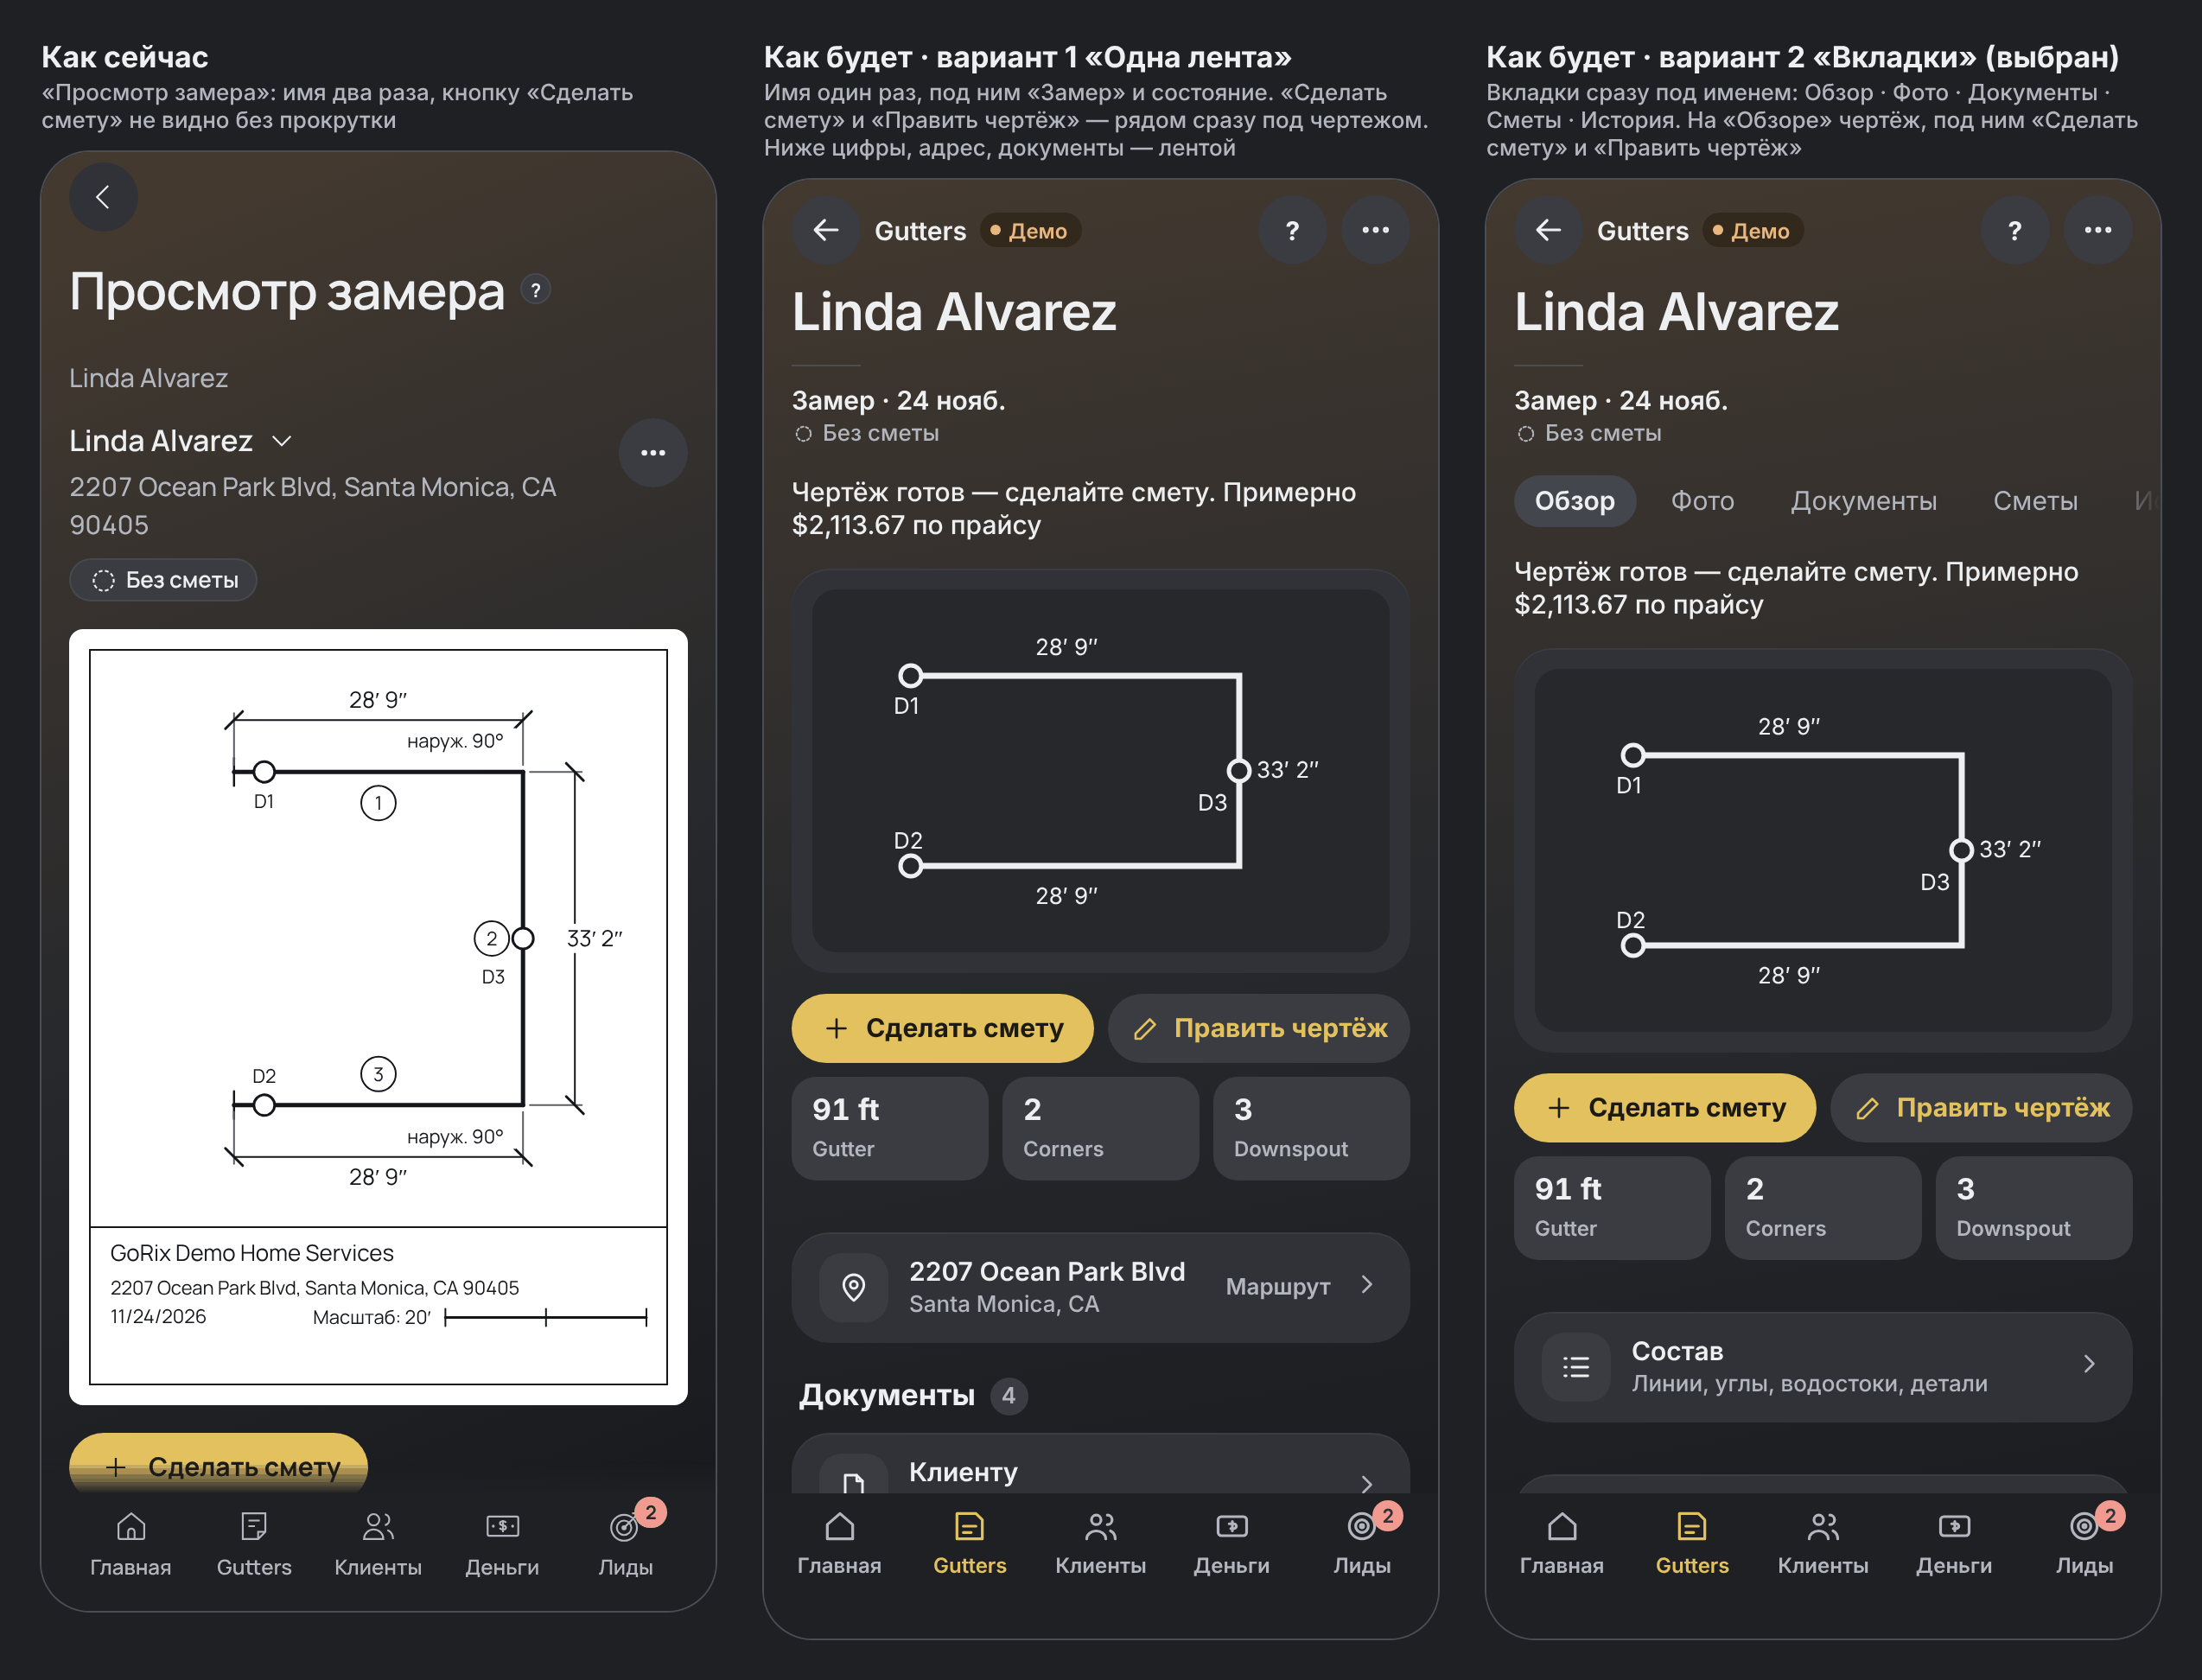 Как сейчас
«Просмотр замера»: имя два раза, кнопку «Сделать
смету» не видно без прокрутки
Просмотр замера ?
Linda Alvarez
Linda Alvarez
2207 Ocean Park Blvd, Santa Monica, CA
90405
Без сметы
28′ 9″
наруж. 90°
D1
1
2
33′ 2″
D3
D2
3
наруж. 90°
28′ 9″
GoRix Demo Home Services
2207 Ocean Park Blvd, Santa Monica, CA 90405
11/24/2026 Масштаб: 20′
+ Сделать смету
2
Главная Gutters Клиенты Деньги Лиды
Как будет · вариант 1 «Одна лента»
Имя один раз, под ним «Замер» и состояние. «Сделать
смету» и «Править чертёж» — рядом сразу под чертежом.
Ниже цифры, адрес, документы — лентой
Gutters Демо ?
Linda Alvarez
Замер · 24 нояб.
Без сметы
Чертёж готов — сделайте смету. Примерно
$2,113.67 по прайсу
28′ 9″
D1
33′ 2″
D3
D2
28′ 9″
+ Сделать смету Править чертёж
91 ft 2 3
Gutter Corners Downspout
2207 Ocean Park Blvd Маршрут
Santa Monica, CA
Документы 4
Клиенту
2
Главная Gutters Клиенты Деньги Лиды
Как будет · вариант 2 «Вкладки» (выбран)
Вкладки сразу под именем: Обзор · Фото · Документы ·
Сметы · История. На «Обзоре» чертёж, под ним «Сделать
смету» и «Править чертёж»
Gutters Демо ?
Linda Alvarez
Замер · 24 нояб.
Без сметы
Обзор Фото Документы Сметы
Чертёж готов — сделайте смету. Примерно
$2,113.67 по прайсу
28′ 9″
D1
33′ 2″
D3
D2
28′ 9″
+ Сделать смету Править чертёж
91 ft 2 3
Gutter Corners Downspout
Состав
Линии, углы, водостоки, детали
2
Главная Gutters Клиенты Деньги Лиды